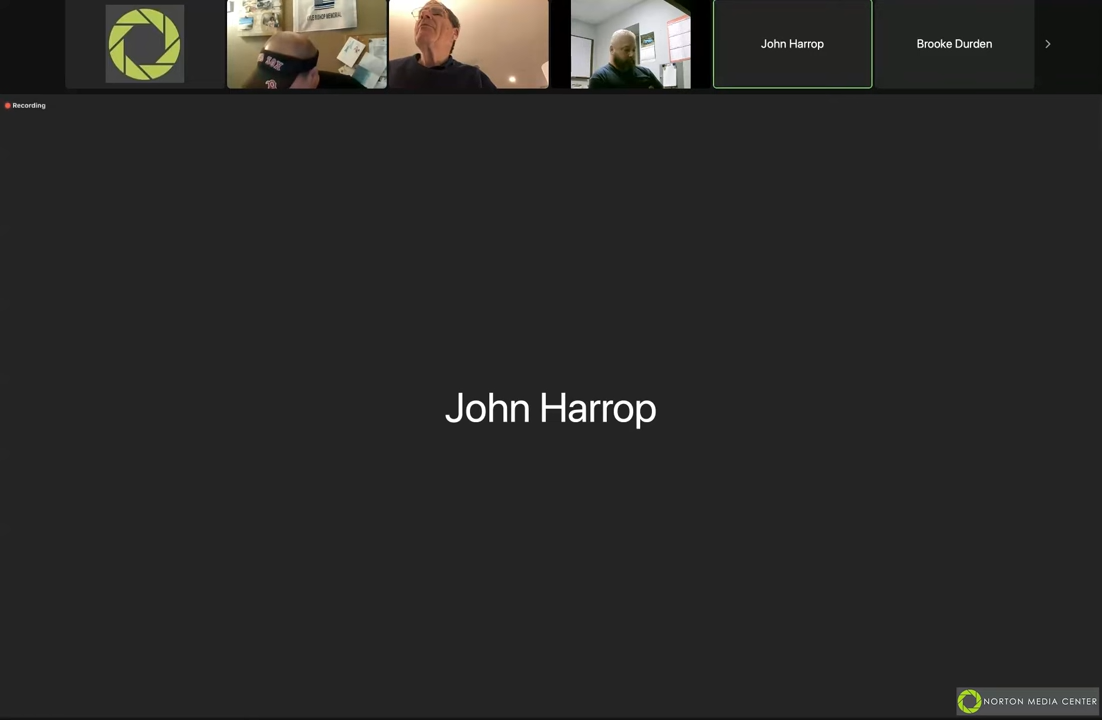 John Harrop
Brooke Durden
Recording
John Harrop
NORTON MEDIA CENTER